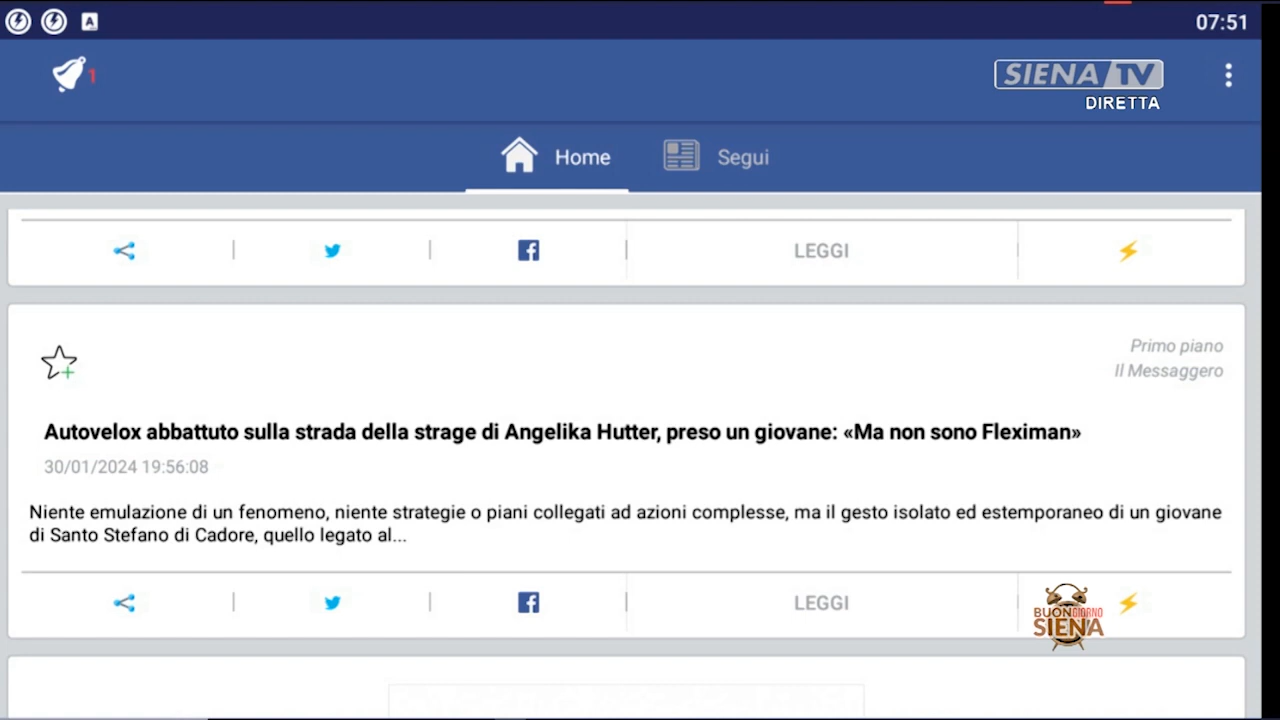 A
07:51
1
SIENA TV
DIRETTA
Home
Segui
LEGGI
Primo piano
Il Messaggero
Autovelox abbattuto sulla strada della strage di Angelika Hutter, preso un giovane: «Ma non sono Fleximan»
30/01/2024 19:56:08
Niente emulazione di un fenomeno, niente strategie o piani collegati ad azioni complesse, ma il gesto isolato ed estemporaneo di un giovane
di Santo Stefano di Cadore, quello legato al...
LEGGI
BUONGIORNO
SIENA